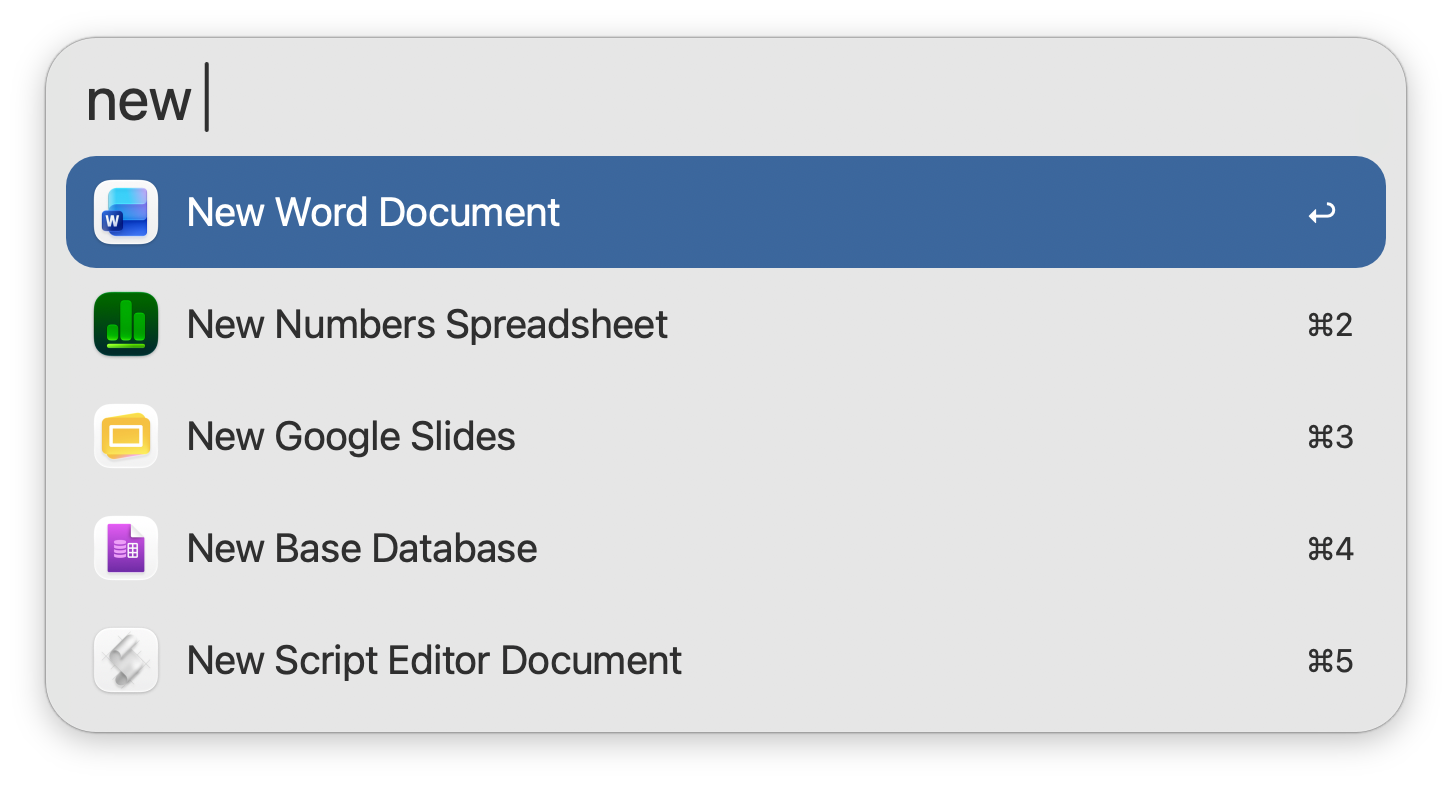 new
W New Word Document ↩
New Numbers Spreadsheet ⌘2
New Google Slides ⌘3
New Base Database ⌘4
New Script Editor Document ⌘5